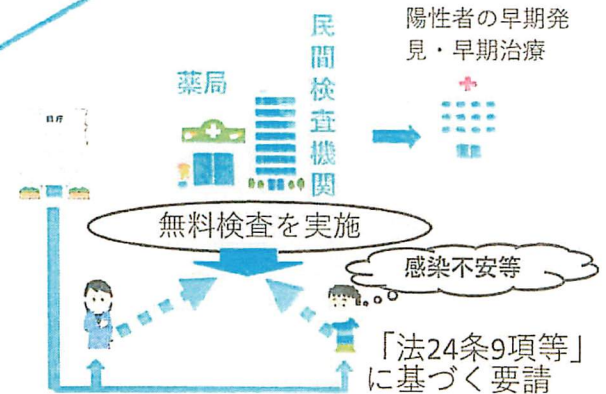 陽性者の早期発
見・早期治療
民間検査機関
薬局
県庁
無料検査を実施
感染不安等
「法24条9項等」
に基づく要請